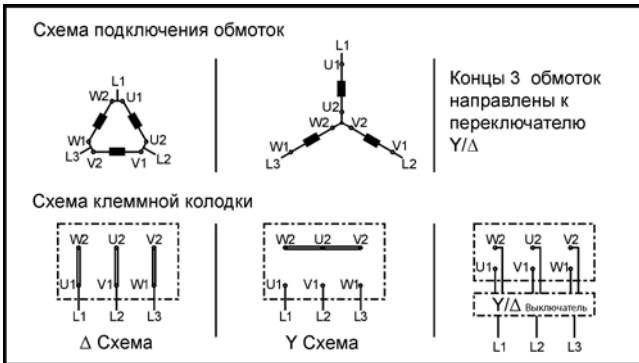 Схема подключения обмоток
L1
W2 U1
W1 U2
L3 V2 V1 L2
L1
U1
U2
W2 V2
W1 V1
L3 L2
Концы 3 обмоток
направлены к
переключателю
Y/Δ
Схема клеммной колодки
W2 U2 V2
U1 V1 W1
L1 L2 L3
Δ Схема
W2 U2 V2
U1 V1 W1
L1 L2 L3
Y Схема
W2 U2 V2
U1 V1 W1
Y/Δ Выключатель
L1 L2 L3